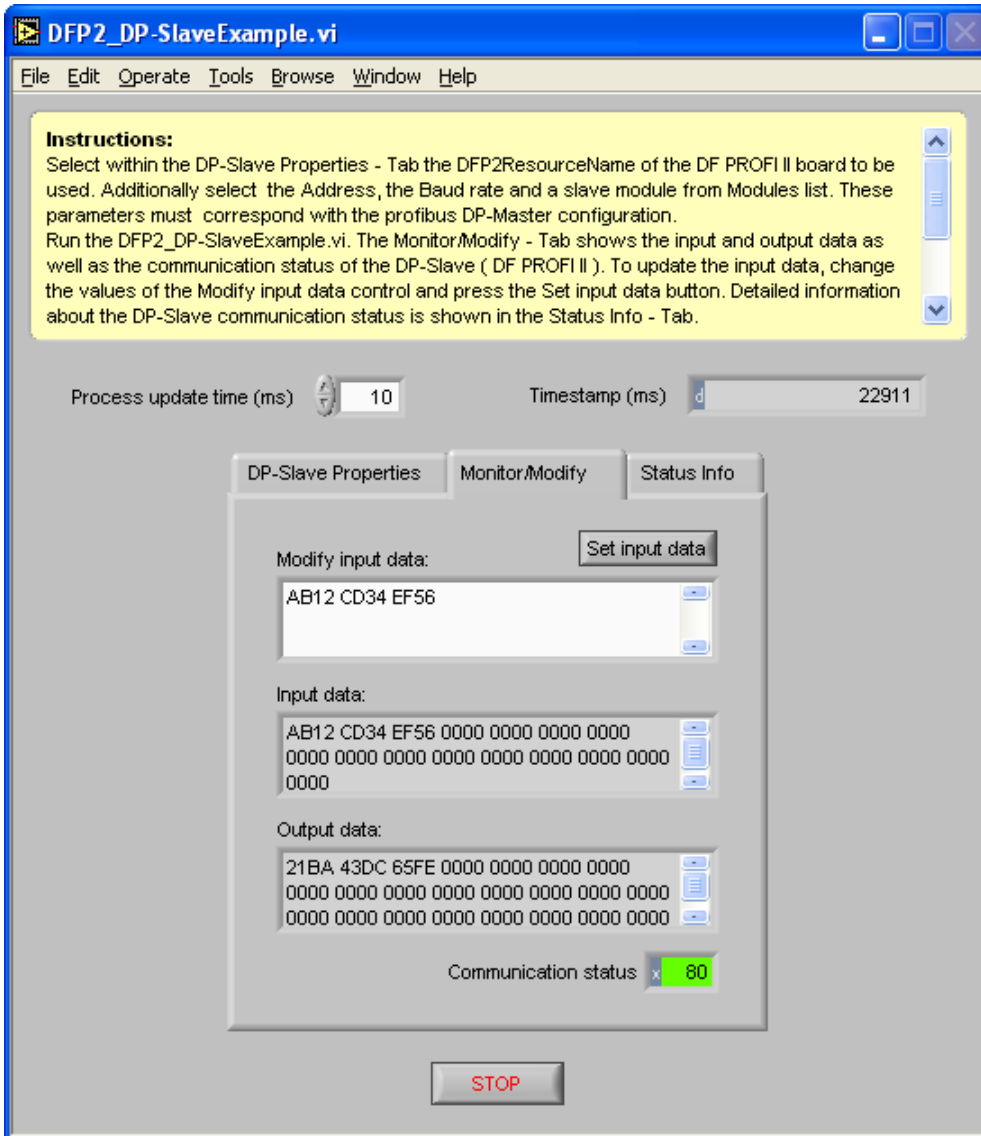 DFP2_DP-SlaveExample.vi
File Edit Operate Tools Browse Window Help
Instructions:
Select within the DP-Slave Properties - Tab the DFP2ResourceName of the DF PROFI II board to be
used. Additionally select the Address, the Baud rate and a slave module from Modules list. These
parameters must correspond with the profibus DP-Master configuration.
Run the DFP2_DP-SlaveExample.vi. The Monitor/Modify - Tab shows the input and output data as
well as the communication status of the DP-Slave ( DF PROFI II ). To update the input data, change
the values of the Modify input data control and press the Set input data button. Detailed information
about the DP-Slave communication status is shown in the Status Info - Tab.
Process update time (ms) 10 Timestamp (ms) d 22911
DP-Slave Properties Monitor/Modify Status Info
Set input data
Modify input data:
AB12 CD34 EF56
Input data:
AB12 CD34 EF56 0000 0000 0000 0000
0000 0000 0000 0000 0000 0000 0000 0000
0000
Output data:
21BA 43DC 65FE 0000 0000 0000 0000
0000 0000 0000 0000 0000 0000 0000 0000
0000 0000 0000 0000 0000 0000 0000 0000
Communication status x 80
STOP